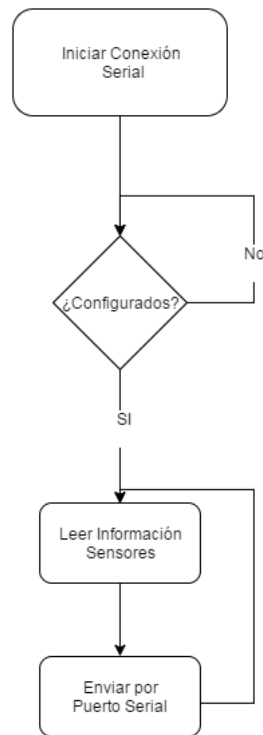 Iniciar Conexión
Serial
No
¿Configurados?
SI
Leer Información
Sensores
Enviar por
Puerto Serial